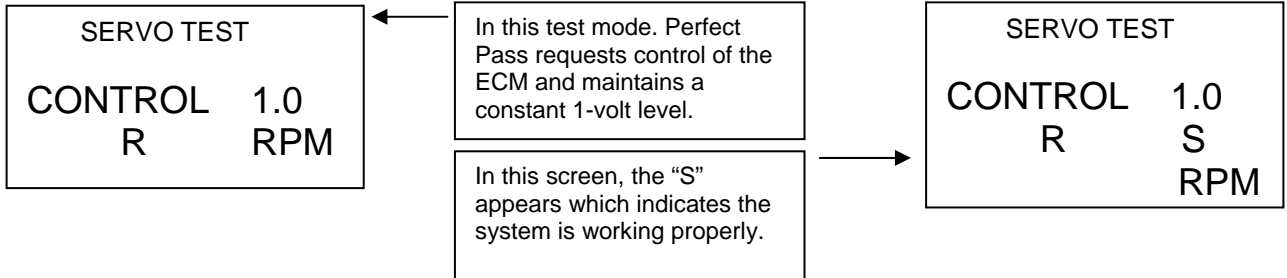 SERVO TEST
CONTROL 1.0
R RPM
In this test mode. Perfect
Pass requests control of the
ECM and maintains a
constant 1-volt level.
In this screen, the “S”
appears which indicates the
system is working properly.
SERVO TEST
CONTROL 1.0
R S
RPM